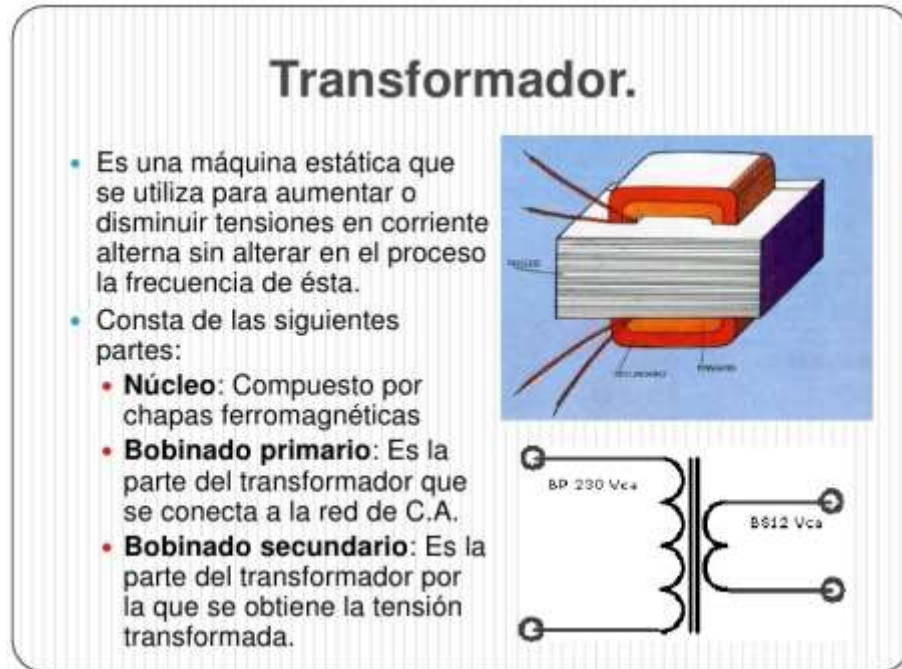 Transformador.
• Es una máquina estática que
se utiliza para aumentar o
disminuir tensiones en corriente
alterna sin alterar en el proceso
la frecuencia de ésta.
• Consta de las siguientes
partes:
• Núcleo: Compuesto por
chapas ferromagnéticas
• Bobinado primario: Es la
parte del transformador que
se conecta a la red de C.A.
• Bobinado secundario: Es la
parte del transformador por
la que se obtiene la tensión
transformada.
BP 230 Vca
BS12 Vca